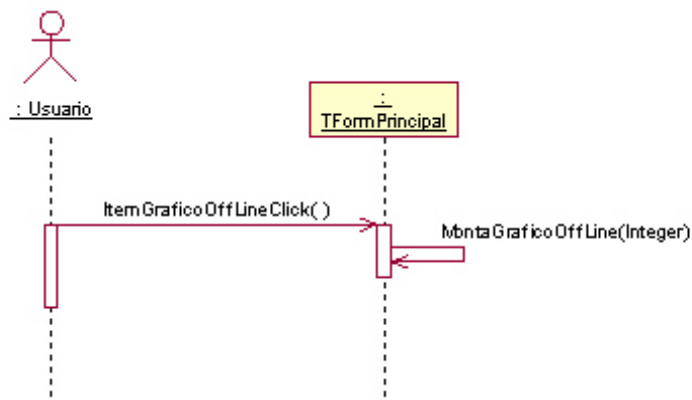 : Usuario
:
TFormPrincipal
ItemGraficoOffLineClick( )
MontaGraficoOffLine(Integer)